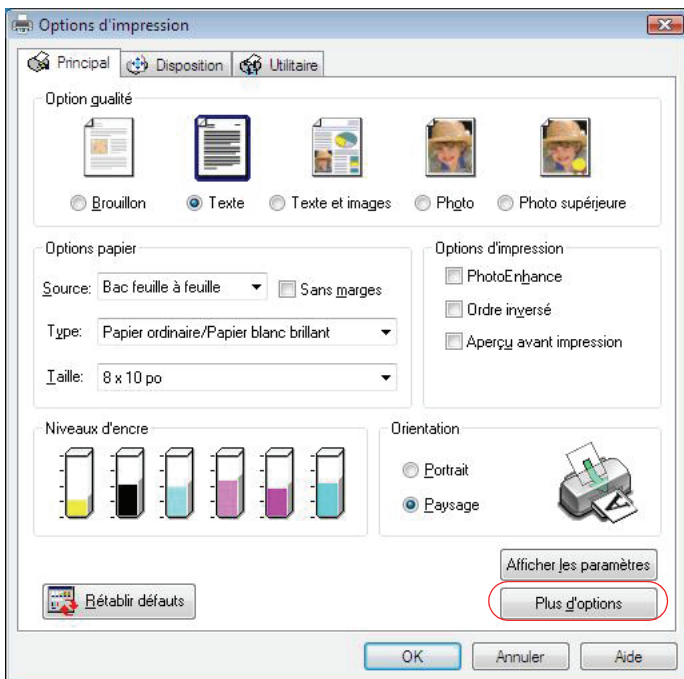 Options d'impression
Principal Disposition Utilitaire
Option qualité
Brouillon Texte Texte et images Photo Photo supérieure
Options papier
Source: Bac feuille à feuille Sans marges
Type: Papier ordinaire/Papier blanc brillant
Taille: 8 x 10 po
Options d'impression
PhotoEnhance
Ordre inversé
Aperçu avant impression
Niveaux d'encre
Orientation
Portrait
Paysage
Afficher les paramètres
Rétablir défauts
Plus d'options
OK Annuler Aide